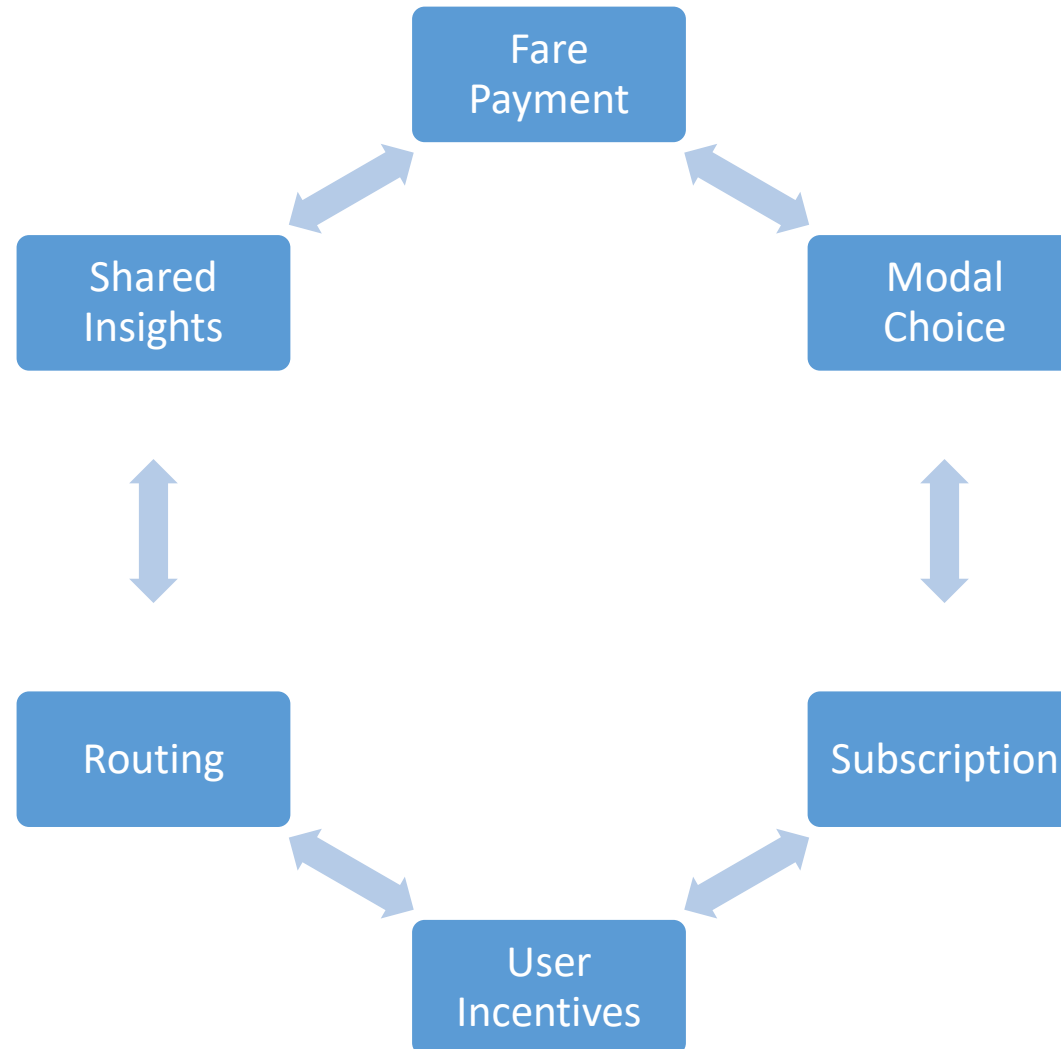 Fare
Payment
Shared
Insights
Modal
Choice
Routing
Subscription
User
Incentives